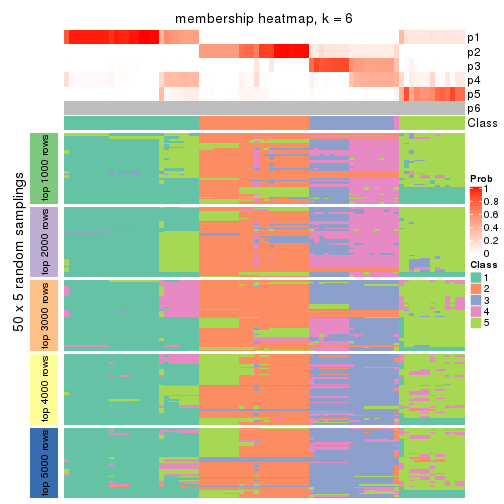 membership heatmap, k = 6
p1
p2
p3
p4
p5
p6
Class
50 x 5 random samplings
top 1000 rows
top 2000 rows
top 3000 rows
top 4000 rows
top 5000 rows
Prob
1
0.8
0.6
0.4
0.2
0
Class
1
2
3
4
5